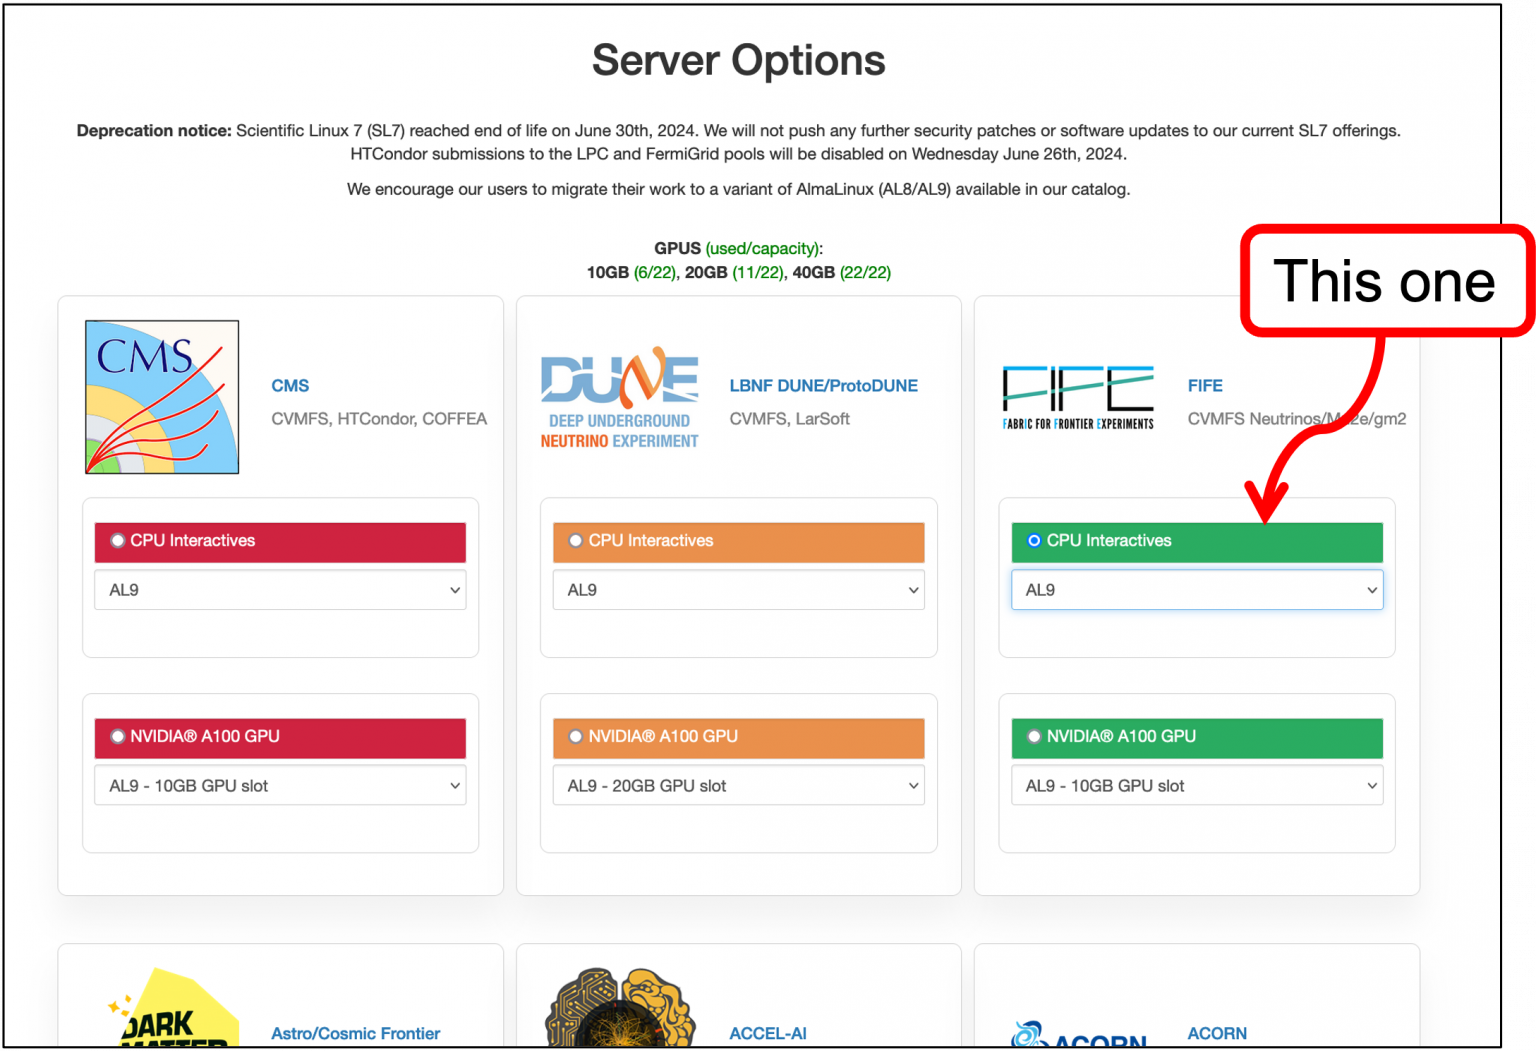 Server Options
Deprecation notice: Scientific Linux 7 (SL7) reached end of life on June 30th, 2024. We will not push any further security patches or software updates to our current SL7 offerings.
HTCondor submissions to the LPC and FermiGrid pools will be disabled on Wednesday June 26th, 2024.
We encourage our users to migrate their work to a variant of AlmaLinux (AL8/AL9) available in our catalog.
GPUS (used/capacity):
10GB (6/22), 20GB (11/22), 40GB (22/22)
This one
CMS
CMS
CVMFS, HTCondor, COFFEA
DUNE
DEEP UNDERGROUND
NEUTRINO EXPERIMENT
LBNF DUNE/ProtoDUNE
CVMFS, LarSoft
FIFE
FABRIC FOR FRONTIER EXPERIMENTS
FIFE
CVMFS Neutrinos/Mu2e/gm2
CPU Interactives
AL9
NVIDIA® A100 GPU
AL9 - 10GB GPU slot
CPU Interactives
AL9
NVIDIA® A100 GPU
AL9 - 20GB GPU slot
CPU Interactives
AL9
NVIDIA® A100 GPU
AL9 - 10GB GPU slot
DARK
MATTER
Astro/Cosmic Frontier
ACCEL-AI
ACORN
ACORN